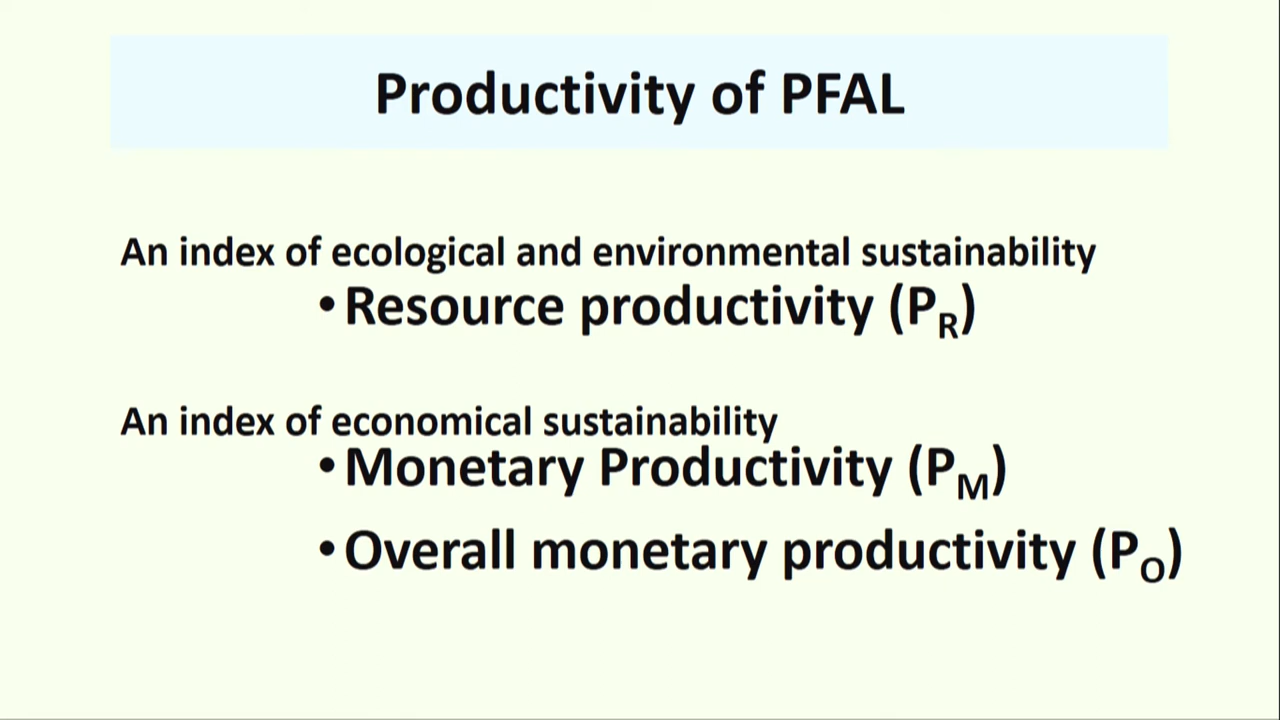 Productivity of PFAL
An index of ecological and environmental sustainability
• Resource productivity (PR)
An index of economical sustainability
• Monetary Productivity (PM)
• Overall monetary productivity (PO)